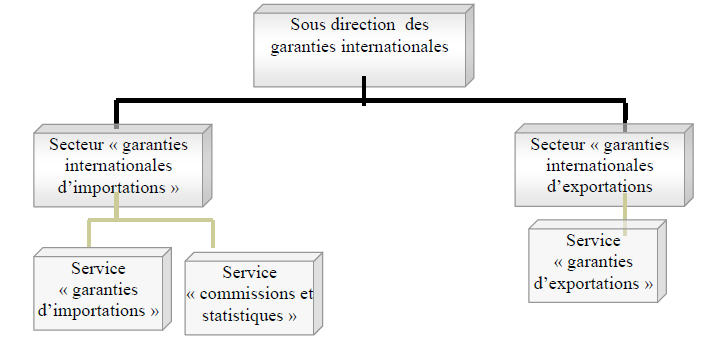 Sous direction des
garanties internationales
Secteur « garanties
internationales
d’importations »
Secteur « garanties
internationales
d’exportations
Service
« garanties
d’importations »
Service
« commissions et
statistiques »
Service
« garanties
d’exportations »